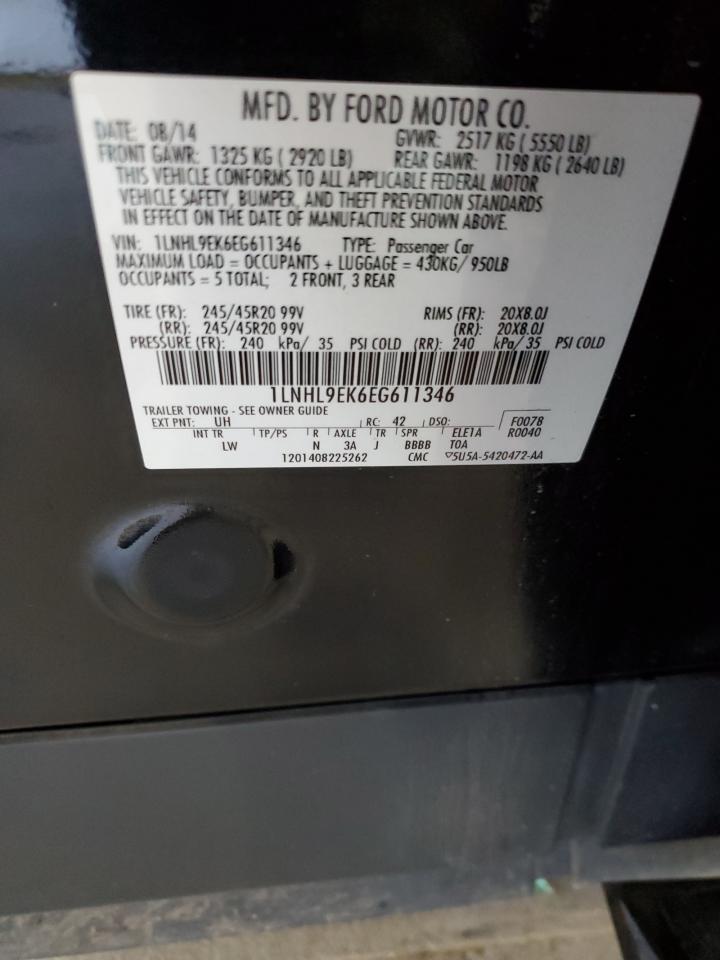 MFD. BY FORD MOTOR CO.
DATE: 08/14 GVWR: 2517 KG ( 5550 LB)
FRONT GAWR: 1325 KG ( 2920 LB) REAR GAWR: 1198 KG ( 2640 LB)
THIS VEHICLE CONFORMS TO ALL APPLICABLE FEDERAL MOTOR
VEHICLE SAFETY, BUMPER, AND THEFT PREVENTION STANDARDS
IN EFFECT ON THE DATE OF MANUFACTURE SHOWN ABOVE.
VIN: 1LNHL9EK6EG611346 TYPE: Passenger Car
MAXIMUM LOAD = OCCUPANTS + LUGGAGE = 430KG/ 950LB
OCCUPANTS = 5 TOTAL; 2 FRONT, 3 REAR
TIRE (FR): 245/45R20 99V RIMS (FR): 20X8.0J
(RR): 245/45R20 99V (RR): 20X8.0J
PRESSURE (FR): 240 kPa/ 35 PSI COLD (RR): 240 kPa/ 35 PSI COLD
1LNHL9EK6EG611346
TRAILER TOWING - SEE OWNER GUIDE
EXT PNT: UH RC: 42 DSO: F0078
INT TR TP/PS R AXLE TR SPR ELE1A R0040
LW N 3A J BBBB T0A
1201408225262 CMC 5U5A-5420472-AA